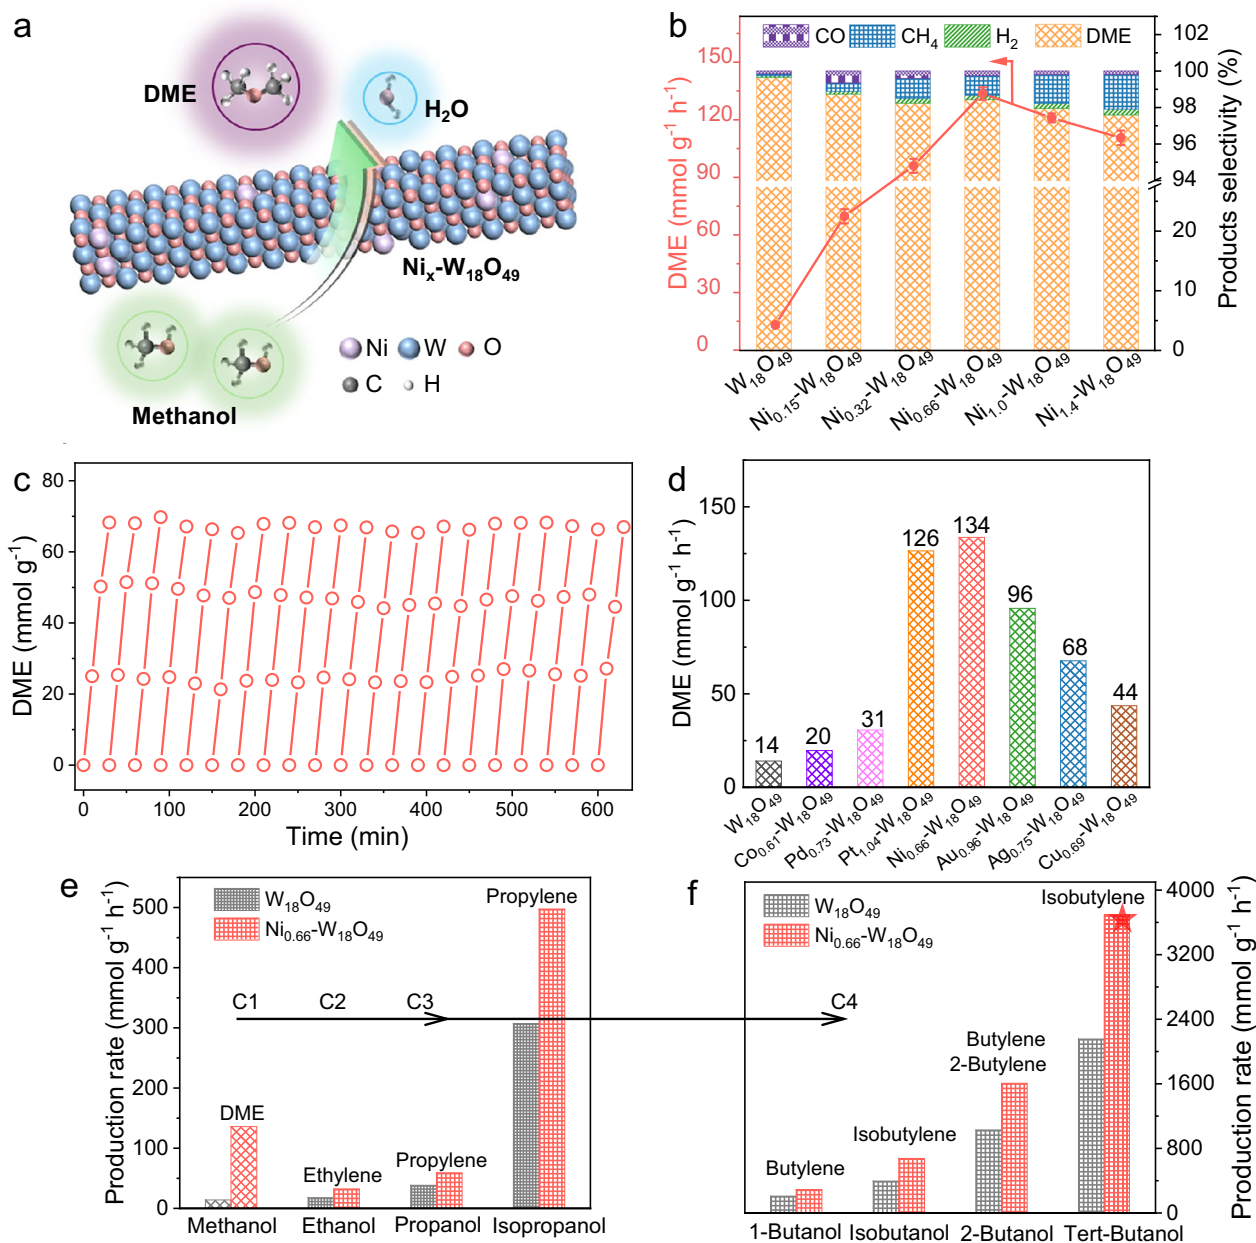 a
DME
H₂O
Niₓ-W₁₈O₄₉
Methanol
Ni W O
C H
b
CO CH₄ H₂ DME
DME (mmol g⁻¹ h⁻¹)
150
120
90
60
30
0
Products selectivity (%)
102
100
98
96
94
20
10
0
W₁₈O₄₉
Ni₀.₁₅-W₁₈O₄₉
Ni₀.₃₂-W₁₈O₄₉
Ni₀.₆₆-W₁₈O₄₉
Ni₁.₀-W₁₈O₄₉
Ni₁.₄-W₁₈O₄₉
c
DME (mmol g⁻¹)
80
60
40
20
0
0 100 200 300 400 500 600
Time (min)
d
DME (mmol g⁻¹ h⁻¹)
150
100
50
0
14 20 31 126 134 96 68 44
W₁₈O₄₉
Co₀.₆₁-W₁₈O₄₉
Pd₀.₇₃-W₁₈O₄₉
Pt₁.₀₄-W₁₈O₄₉
Ni₀.₆₆-W₁₈O₄₉
Au₀.₉₆-W₁₈O₄₉
Ag₀.₇₅-W₁₈O₄₉
Cu₀.₆₉-W₁₈O₄₉
e
Production rate (mmol g⁻¹ h⁻¹)
500
400
300
200
100
0
W₁₈O₄₉
Ni₀.₆₆-W₁₈O₄₉
Propylene
C1 C2 C3 C4
DME
Ethylene
Propylene
Methanol Ethanol Propanol Isopropanol
f
W₁₈O₄₉
Ni₀.₆₆-W₁₈O₄₉
Isobutylene
Butylene
2-Butylene
Isobutylene
Butylene
1-Butanol Isobutanol 2-Butanol Tert-Butanol
4000
3200
2400
1600
800
0
Production rate (mmol g⁻¹ h⁻¹)